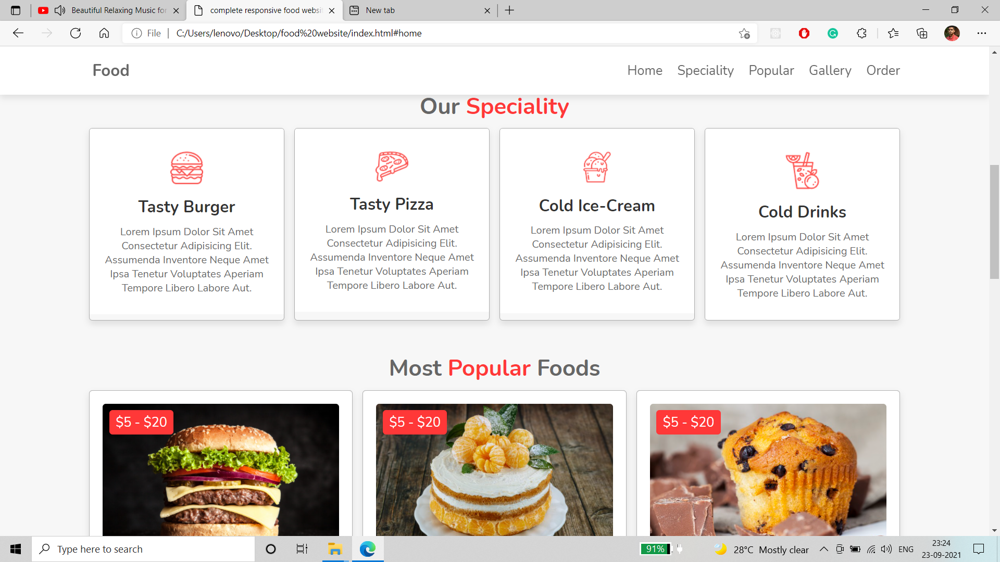 Beautiful Relaxing Music for
complete responsive food websit
New tab
File
C:/Users/lenovo/Desktop/food%20website/index.html#home
Food
Home Speciality Popular Gallery Order
Our Speciality
Tasty Burger
Lorem Ipsum Dolor Sit Amet
Consectetur Adipisicing Elit.
Assumenda Inventore Neque Amet
Ipsa Tenetur Voluptates Aperiam
Tempore Libero Labore Aut.
Tasty Pizza
Lorem Ipsum Dolor Sit Amet
Consectetur Adipisicing Elit.
Assumenda Inventore Neque Amet
Ipsa Tenetur Voluptates Aperiam
Tempore Libero Labore Aut.
Cold Ice-Cream
Lorem Ipsum Dolor Sit Amet
Consectetur Adipisicing Elit.
Assumenda Inventore Neque Amet
Ipsa Tenetur Voluptates Aperiam
Tempore Libero Labore Aut.
Cold Drinks
Lorem Ipsum Dolor Sit Amet
Consectetur Adipisicing Elit.
Assumenda Inventore Neque Amet
Ipsa Tenetur Voluptates Aperiam
Tempore Libero Labore Aut.
Most Popular Foods
$5 - $20
$5 - $20
$5 - $20
Type here to search
91%
28°C Mostly clear
ENG
23:24
23-09-2021